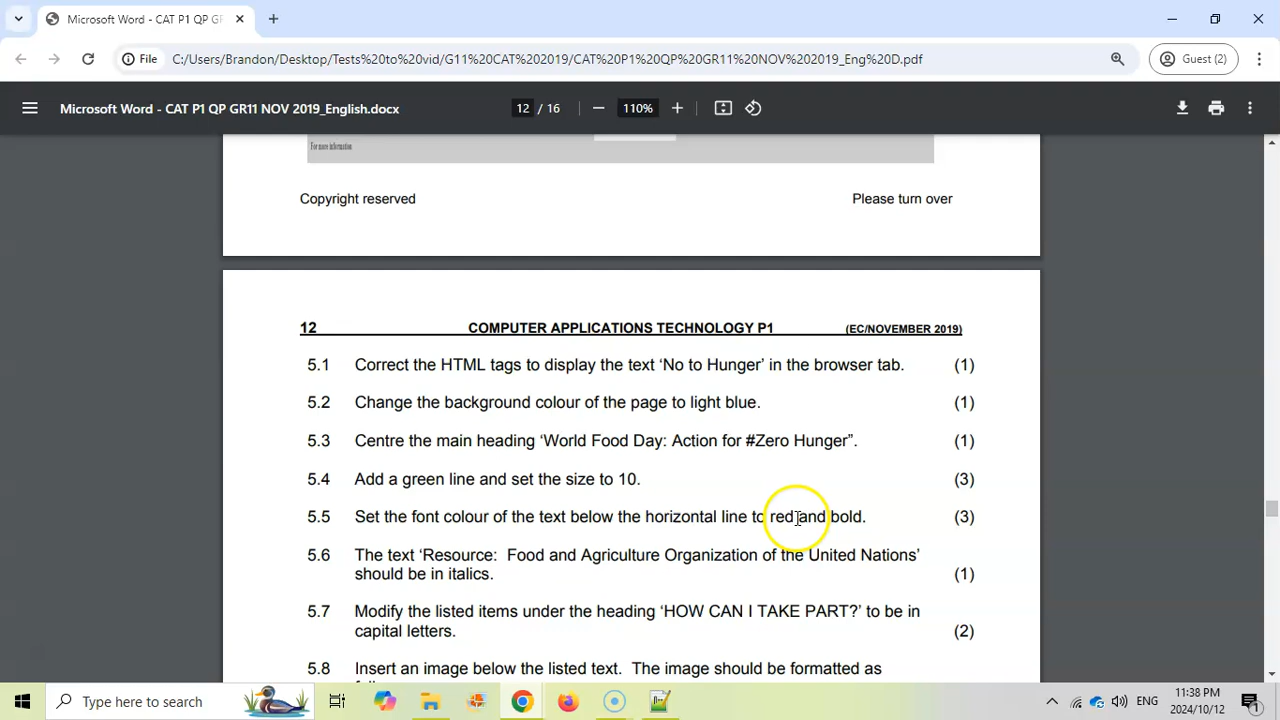 Microsoft Word - CAT P1 QP GR
File
C:/Users/Brandon/Desktop/Tests%20to%20vid/G11%20CAT%202019/CAT%20P1%20QP%20GR11%20NOV%202019_Eng%20D.pdf
Guest (2)
Microsoft Word - CAT P1 QP GR11 NOV 2019_English.docx
12 / 16
110%
For more information
Copyright reserved
Please turn over
12 COMPUTER APPLICATIONS TECHNOLOGY P1 (EC/NOVEMBER 2019)
5.1 Correct the HTML tags to display the text ‘No to Hunger’ in the browser tab. (1)
5.2 Change the background colour of the page to light blue. (1)
5.3 Centre the main heading ‘World Food Day: Action for #Zero Hunger”. (1)
5.4 Add a green line and set the size to 10. (3)
5.5 Set the font colour of the text below the horizontal line to red and bold. (3)
5.6 The text ‘Resource: Food and Agriculture Organization of the United Nations’
should be in italics. (1)
5.7 Modify the listed items under the heading ‘HOW CAN I TAKE PART?’ to be in
capital letters. (2)
5.8 Insert an image below the listed text. The image should be formatted as
Type here to search
ENG
11:38 PM
2024/10/12